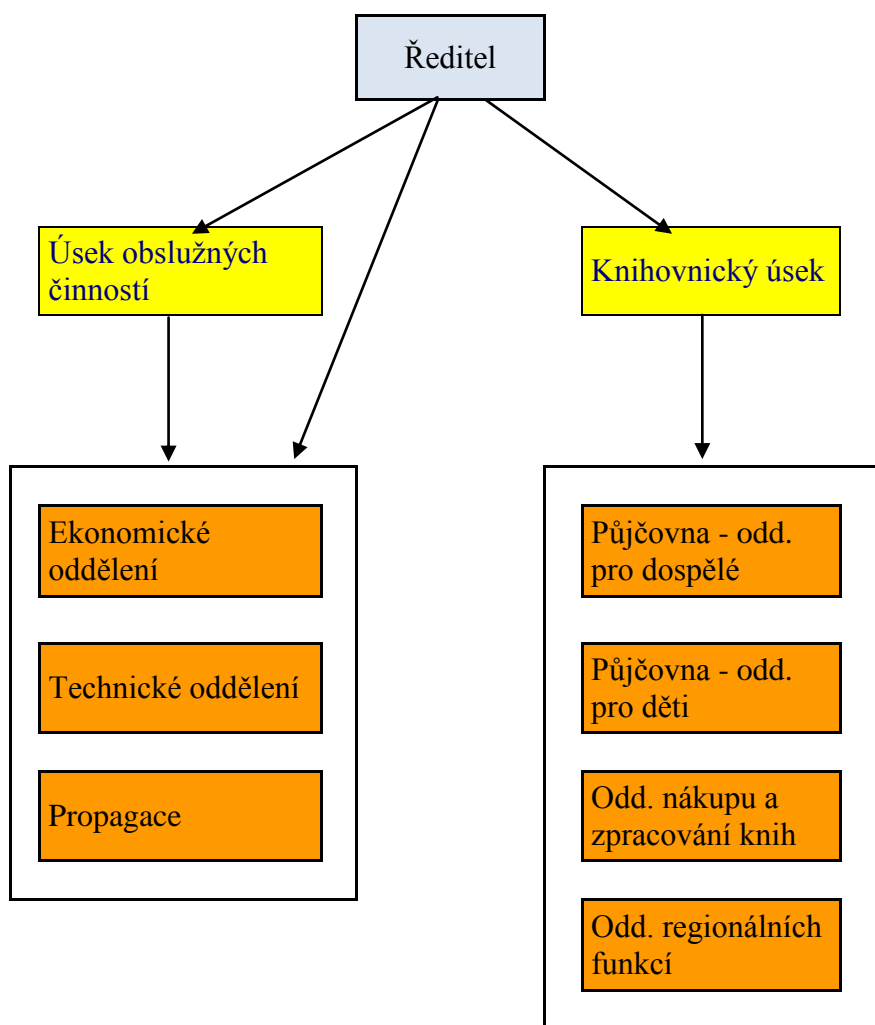 Ředitel
Úsek obslužných
činností
Knihovnický úsek
Ekonomické
oddělení
Technické oddělení
Propagace
Půjčovna - odd.
pro dospělé
Půjčovna - odd.
pro děti
Odd. nákupu a
zpracování knih
Odd. regionálních
funkcí